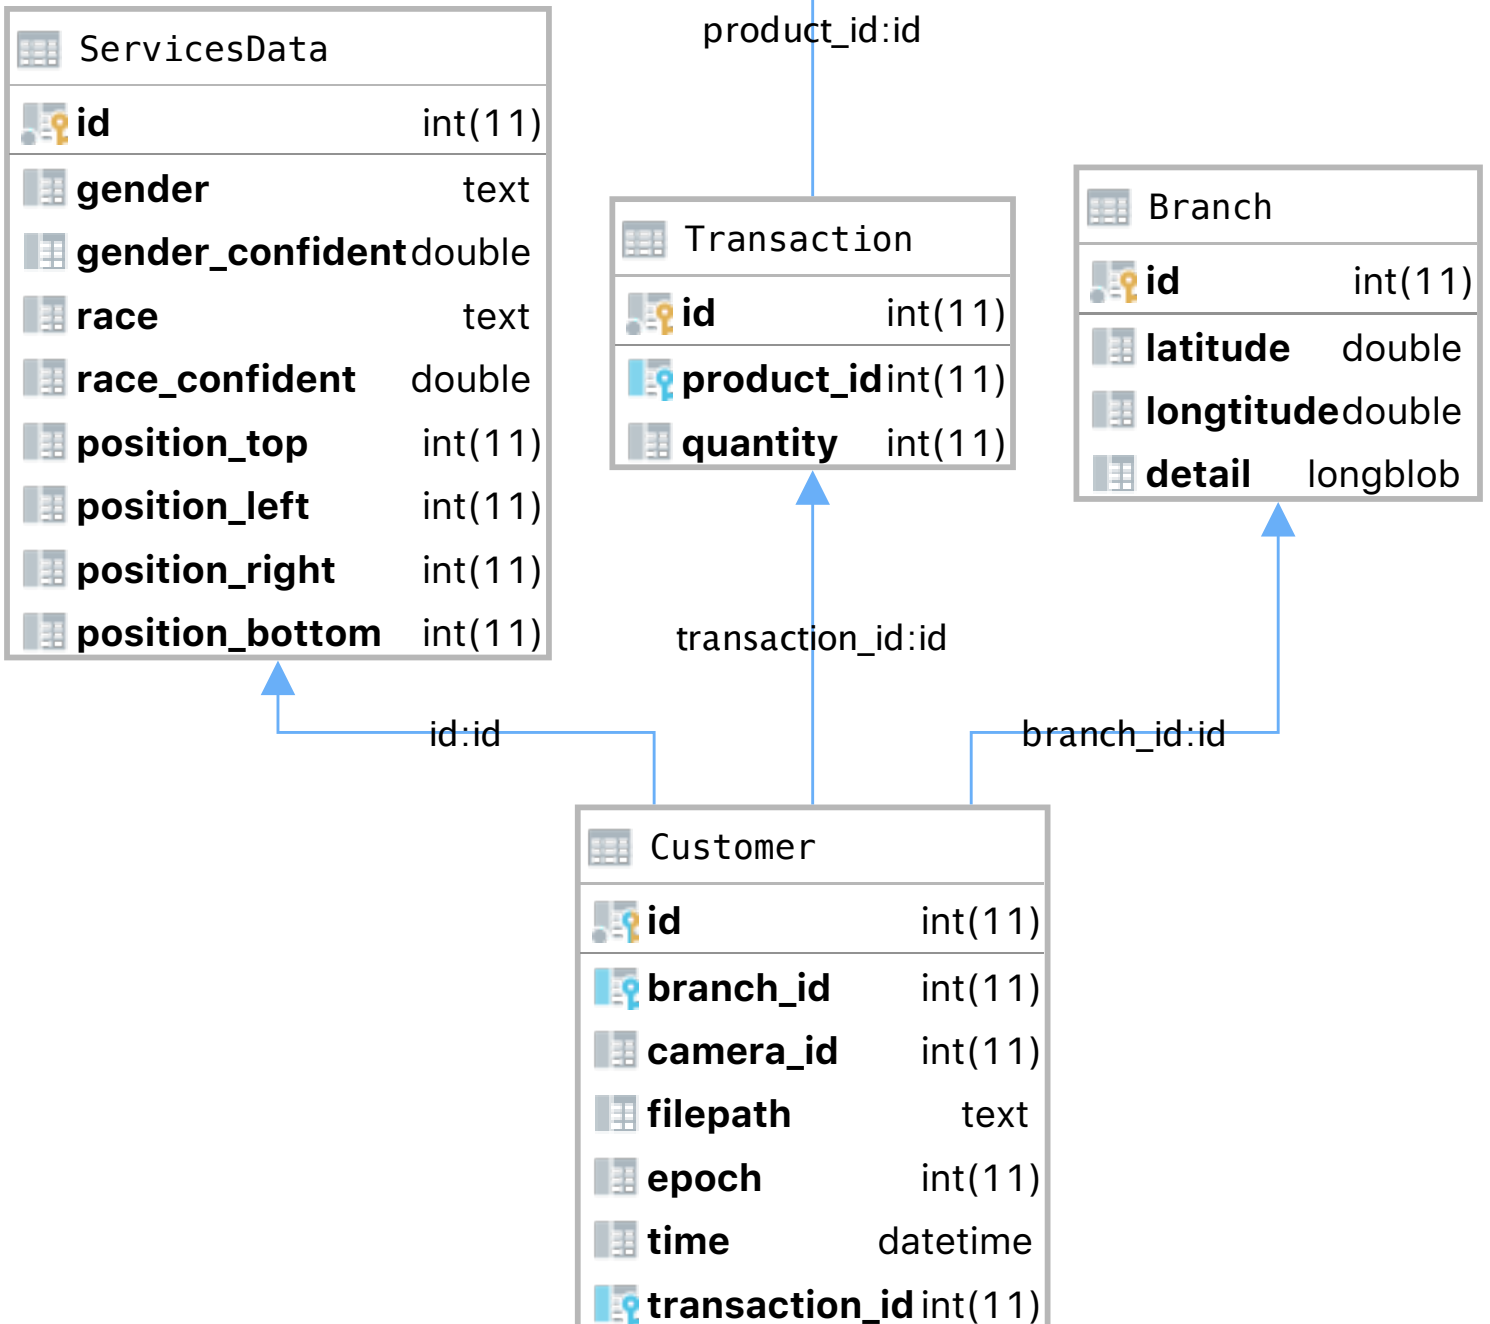 product_id:id
ServicesData
id int(11)
gender text
gender_confident double
race text
race_confident double
position_top int(11)
position_left int(11)
position_right int(11)
position_bottom int(11)
Transaction
id int(11)
product_id int(11)
quantity int(11)
Branch
id int(11)
latitude double
longtitude double
detail longblob
transaction_id:id
id:id
branch_id:id
Customer
id int(11)
branch_id int(11)
camera_id int(11)
filepath text
epoch int(11)
time datetime
transaction_id int(11)